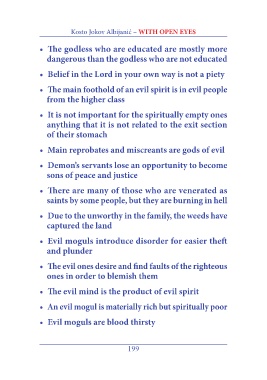 Kosto Jokov Albijanić – WITH OPEN EYES
• The godless who are educated are mostly more
dangerous than the godless who are not educated
• Belief in the Lord in your own way is not a piety
• The main foothold of an evil spirit is in evil people
from the higher class
• It is not important for the spiritually empty ones
anything that it is not related to the exit section
of their stomach
• Main reprobates and miscreants are gods of evil
• Demon's servants lose an opportunity to become
sons of peace and justice
• There are many of those who are venerated as
saints by some people, but they are burning in hell
• Due to the unworthy in the family, the weeds have
captured the land
• Evil moguls introduce disorder for easier theft
and plunder
• The evil ones desire and find faults of the righteous
ones in order to blemish them
• The evil mind is the product of evil spirit
• An evil mogul is materially rich but spiritually poor
• Evil moguls are blood thirsty
199